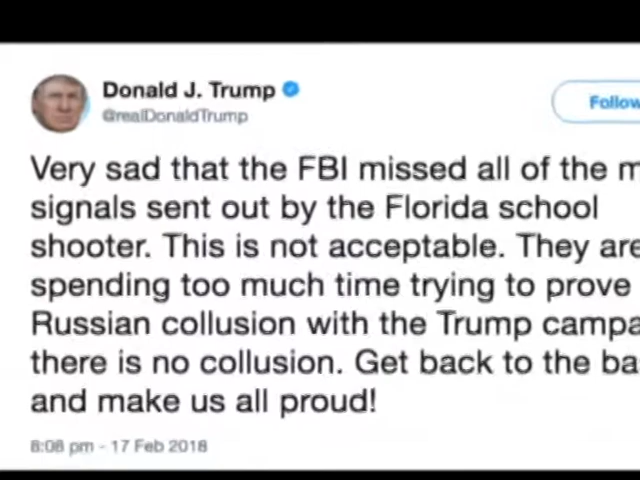 Donald J. Trump
@realDonaldTrump
Follow
Very sad that the FBI missed all of the m
signals sent out by the Florida school
shooter. This is not acceptable. They are
spending too much time trying to prove
Russian collusion with the Trump campa
there is no collusion. Get back to the ba
and make us all proud!
8:08 pm - 17 Feb 2018